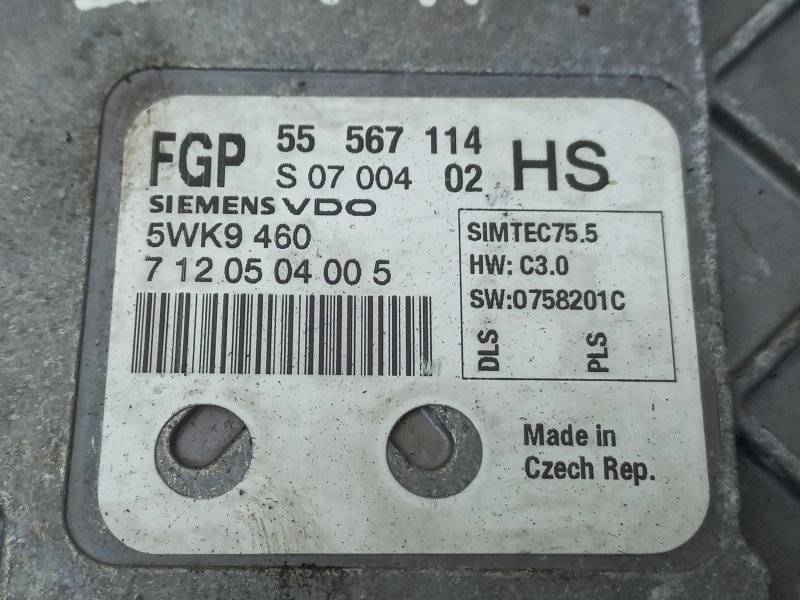 FGP 55 567 114 HS
S 07 004 02
SIEMENS VDO
5WK9 460
7 12 05 04 00 5
SIMTEC75.5
HW: C3.0
SW:0758201C
DLS PLS
Made in
Czech Rep.